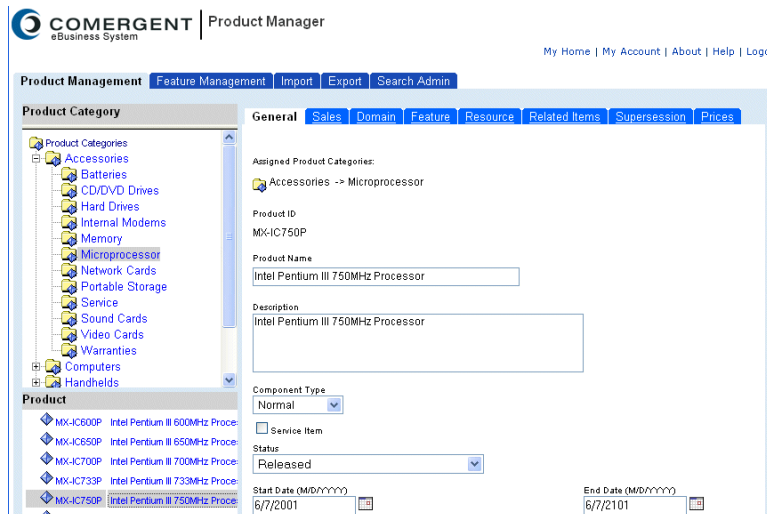 COMERGENT
eBusiness System
Product Manager
My Home | My Account | About | Help |
Product Management Feature Management Import Export Search Admin
Product Category
Product Categories
Accessories
Batteries
CD/DVD Drives
Hard Drives
Internal Modems
Memory
Microprocessor
Network Cards
Portable Storage
Service
Sound Cards
Video Cards
Warranties
Computers
Handhelds
Product
MX-IC600P Intel Pentium III 600MHz
MX-IC650P Intel Pentium III 650MHz
MX-IC700P Intel Pentium III 700MHz
MX-IC733P Intel Pentium III 733MHz
MX-IC750P Intel Pentium III 750MHz
General Sales Domain Feature Resource Related Items Supersession Prices
Assigned Product Categories:
Accessories -> Microprocessor
Product ID
MX-IC750P
Product Name
Intel Pentium III 750MHz Processor
Description
Intel Pentium III 750MHz Processor
Component Type
Normal
Service Item
Status
Released
Start Date (M/D/YYYY) End Date (M/D/YYYY)
6/7/2001 6/7/2101